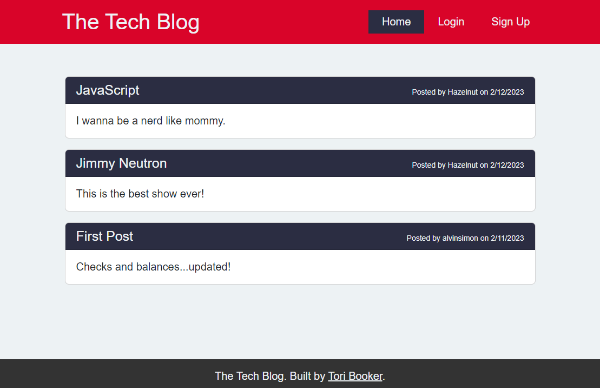 The Tech Blog
Home Login Sign Up
JavaScript Posted by Hazelnut on 2/12/2023
I wanna be a nerd like mommy.
Jimmy Neutron Posted by Hazelnut on 2/12/2023
This is the best show ever!
First Post Posted by alvinsimon on 2/11/2023
Checks and balances...updated!
The Tech Blog. Built by Tori Booker.